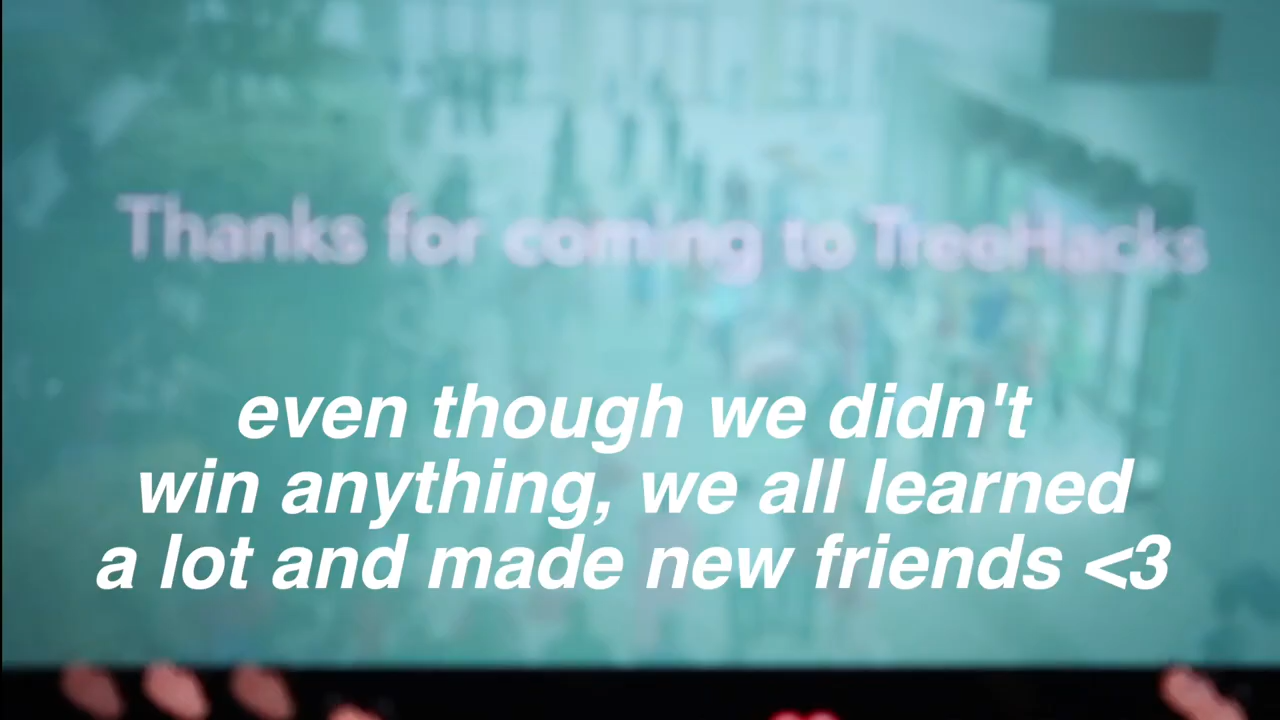 Thanks for coming to TreeHacks
even though we didn't
win anything, we all learned
a lot and made new friends <3